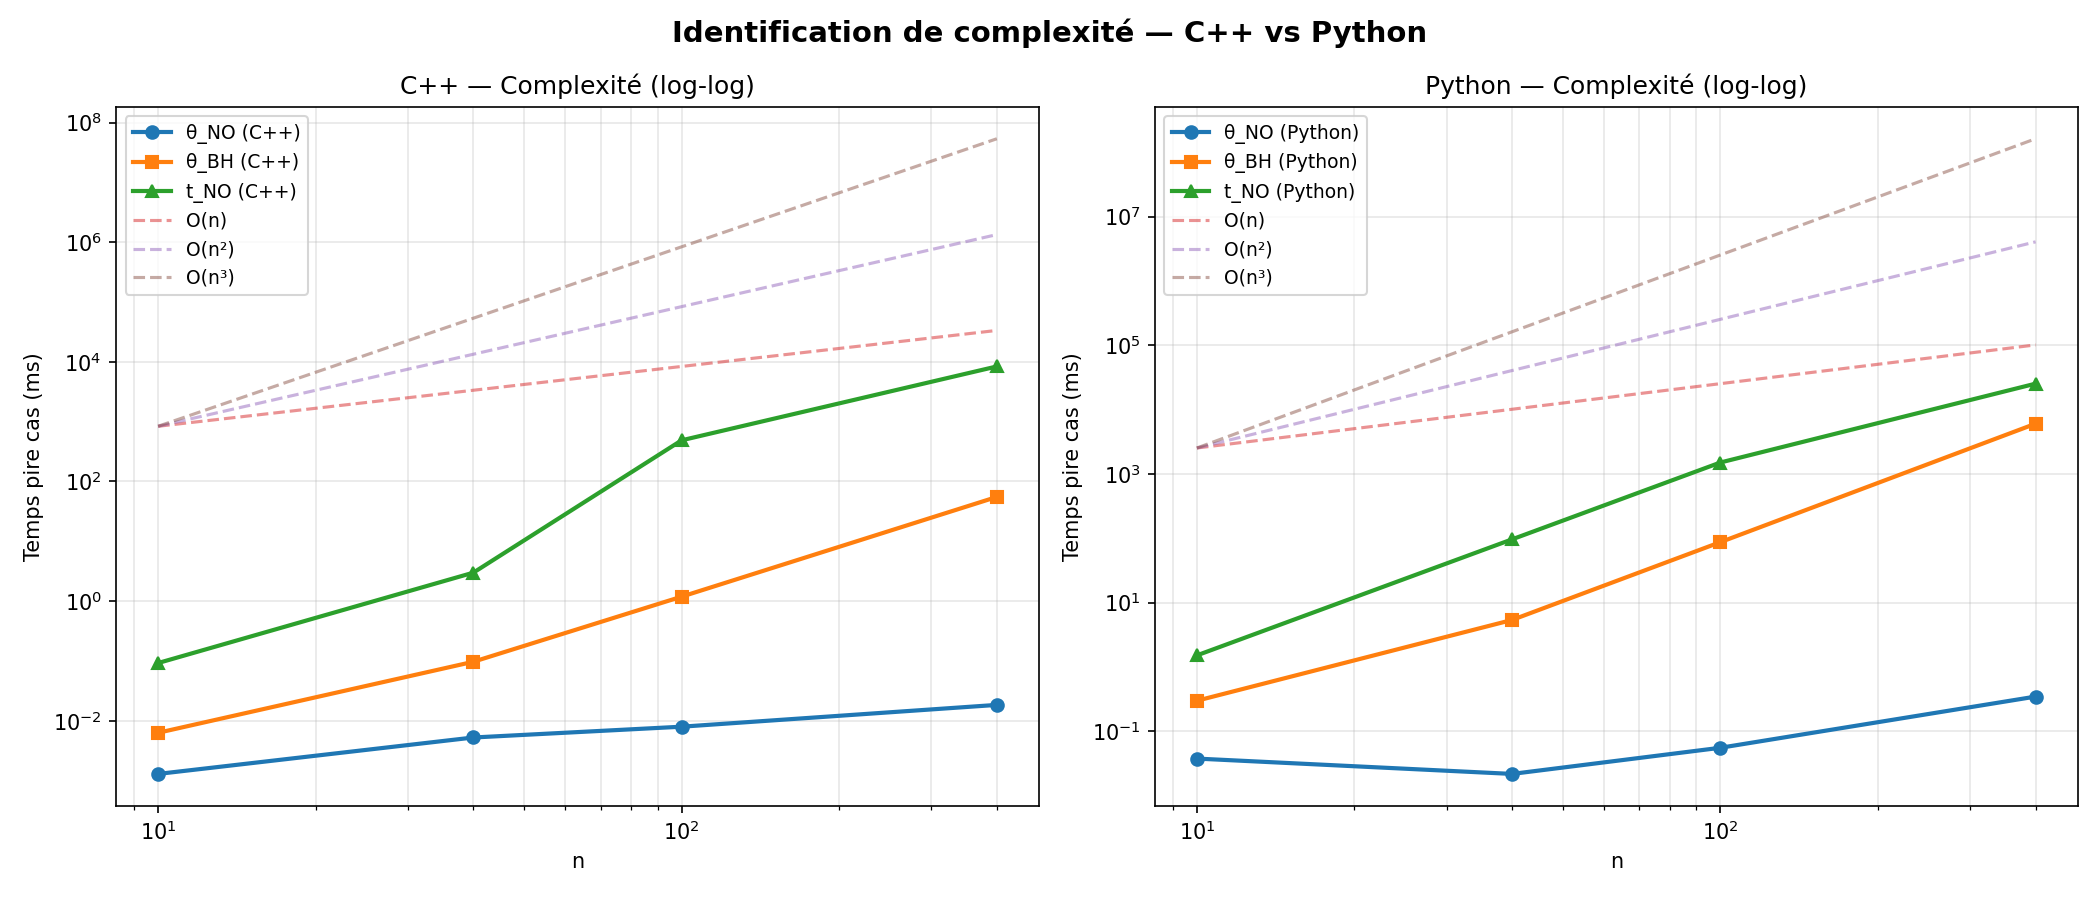 Identification de complexité — C++ vs Python
C++ — Complexité (log-log)
Temps pire cas (ms)
10⁸
10⁶
10⁴
10²
10⁰
10⁻²
θ_NO (C++)
θ_BH (C++)
t_NO (C++)
O(n)
O(n²)
O(n³)
10¹
10²
n
Python — Complexité (log-log)
Temps pire cas (ms)
10⁷
10⁵
10³
10¹
10⁻¹
θ_NO (Python)
θ_BH (Python)
t_NO (Python)
O(n)
O(n²)
O(n³)
10¹
10²
n